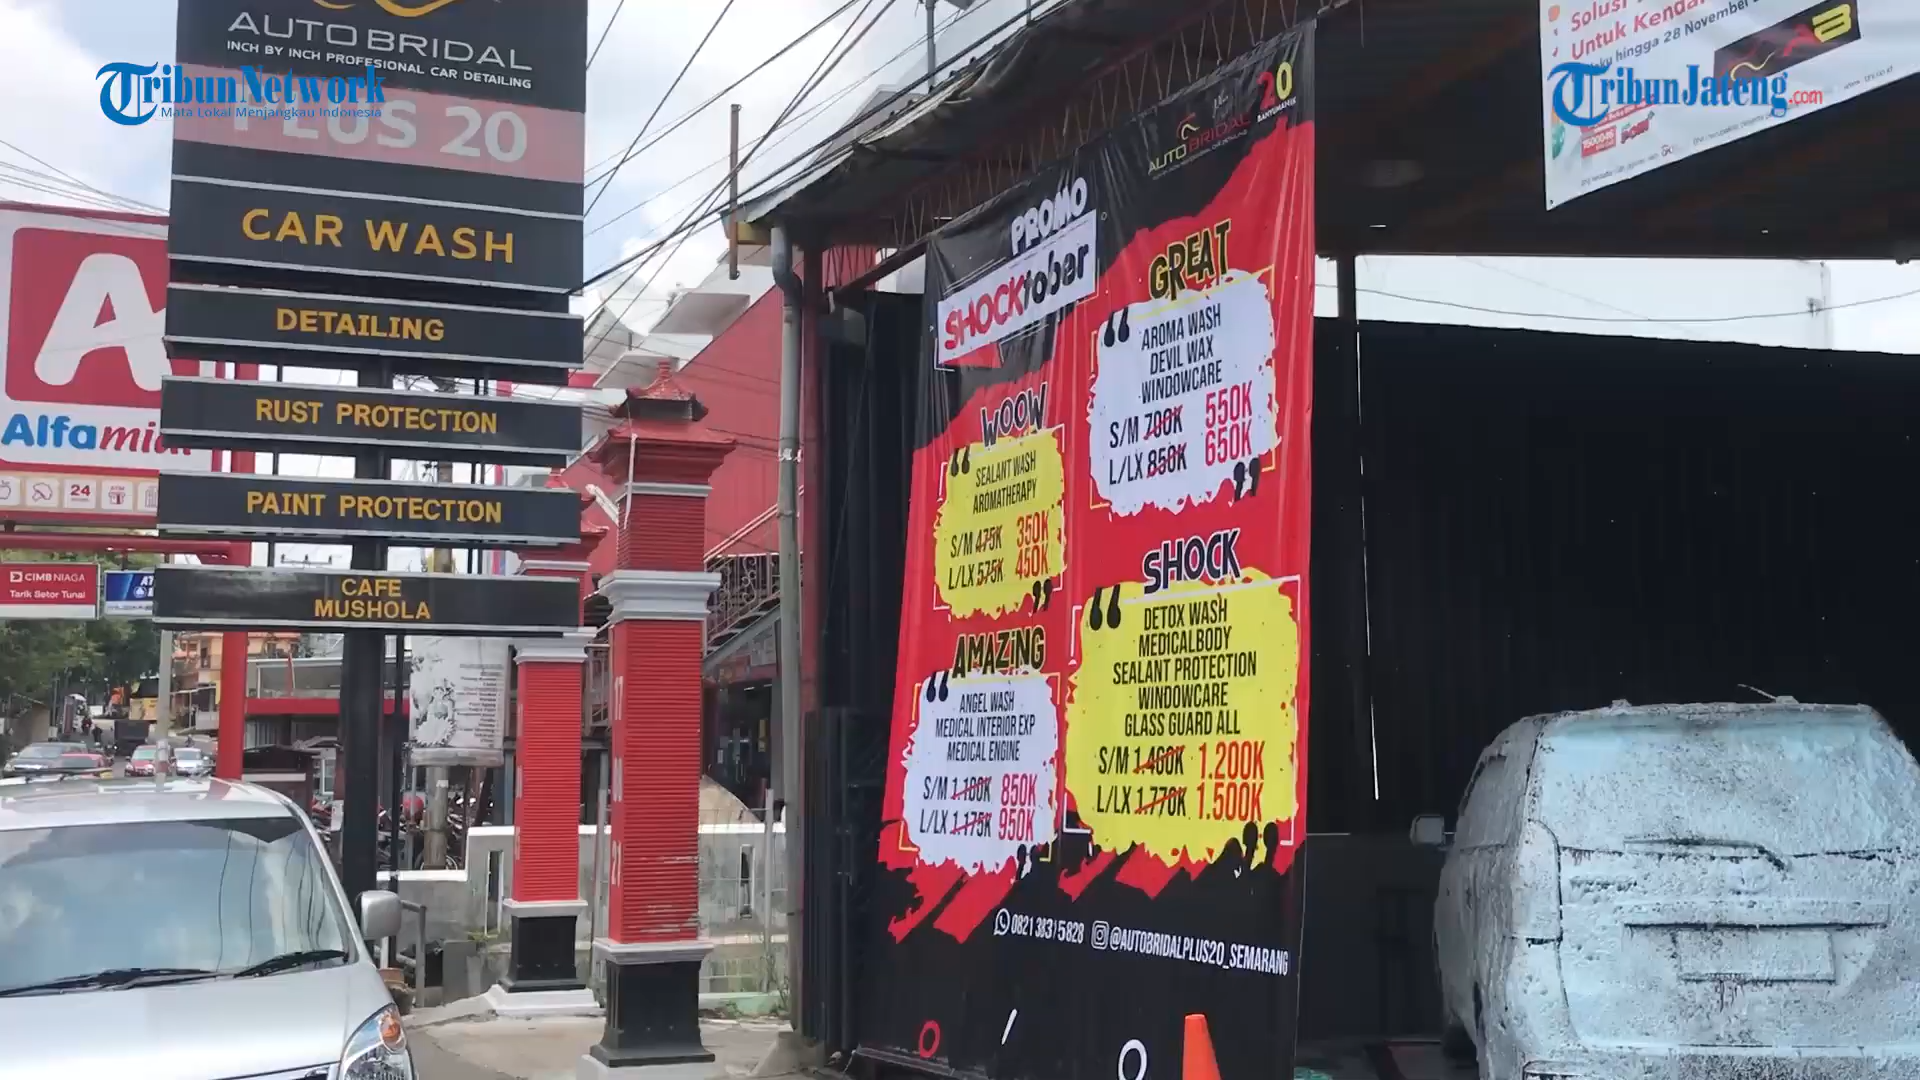 AUTO BRIDAL
INCH BY INCH PROFESIONAL CAR DETAILING
TribunNetwork
Mata Lokal Menjangkau Indonesia
PLUS 20
CAR WASH
DETAILING
RUST PROTECTION
PAINT PROTECTION
CAFE
MUSHOLA
Alfami
24
CIMB NIAGA
Tarik Setor Tunai
20
BANYUMANIK
AUTO BRIDAL
PROMO
SHOCKtober
WOOW
SEALANT WASH
AROMATHERAPY
S/M 475K 350K
L/LX 575K 450K
GREAT
AROMA WASH
DEVIL WAX
WINDOWCARE
S/M 700K 550K
L/LX 850K 650K
AMAZING
ANGEL WASH
MEDICAL INTERIOR EXP
MEDICAL ENGINE
S/M 1.100K 850K
L/LX 1.175K 950K
SHOCK
DETOX WASH
MEDICALBODY
SEALANT PROTECTION
WINDOWCARE
GLASS GUARD ALL
S/M 1.460K 1.200K
L/LX 1.770K 1.500K
@AUTOBRIDALPLUS20_SEMARANG
Solusi
Untuk
hingga 28 November
AB
TribunJateng.com